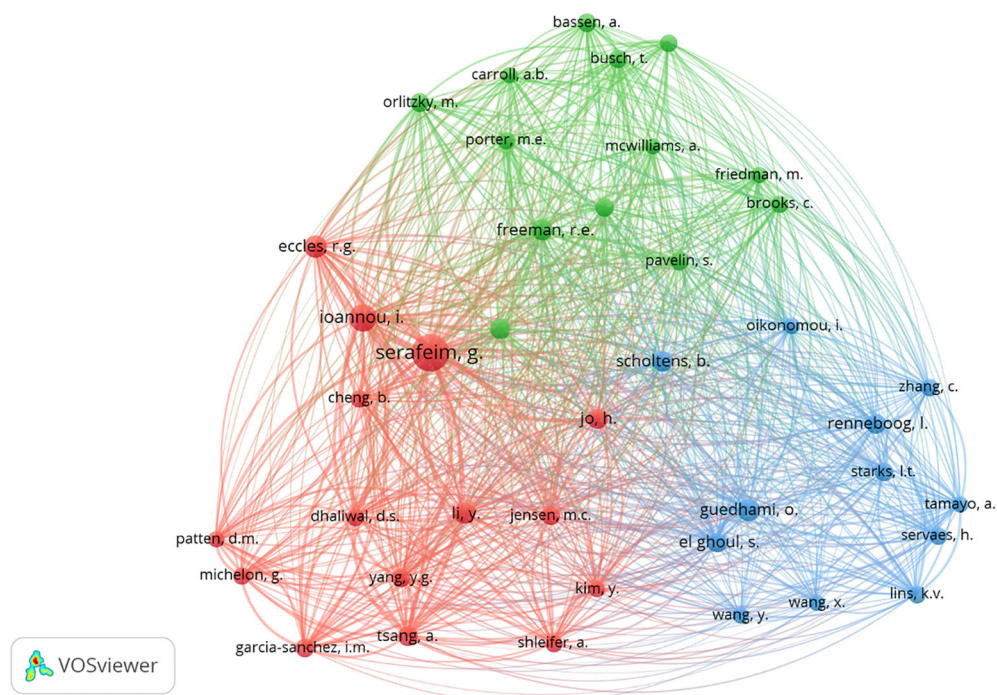 bassen, a.
busch, t.
carroll, a.b.
orlitzky, m.
porter, m.e.
mcwilliams, a.
friedman, m.
brooks, c.
freeman, r.e.
eccles, r.g.
pavelin, s.
ioannou, i.
oikonomou, i.
serafeim, g.
scholtens, b.
zhang, c.
cheng, b.
jo, h.
renneboog, l.
starks, l.t.
tamayo, a.
guedhami, o.
dhaliwal, d.s.
li, y.
jensen, m.c.
servaes, h.
patten, d.m.
el ghoul, s.
michelon, g.
yang, y.g.
kim, y.
lins, k.v.
wang, x.
wang, y.
tsang, a.
shleifer, a.
garcia-sanchez, i.m.
VOSviewer